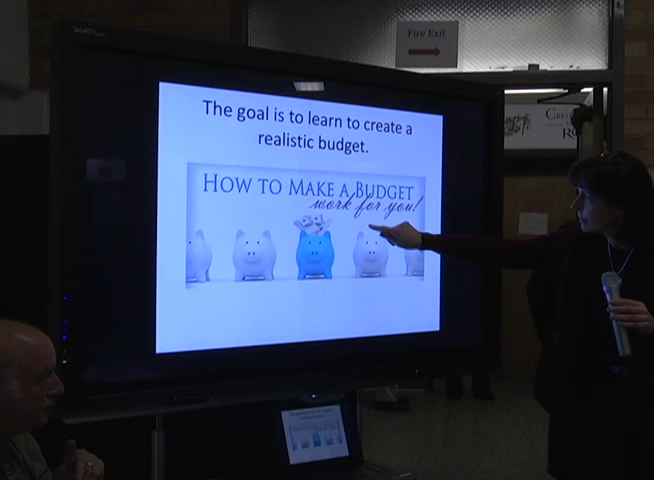 Fire Exit
The goal is to learn to create a
realistic budget.
HOW TO MAKE A BUDGET
work for you!